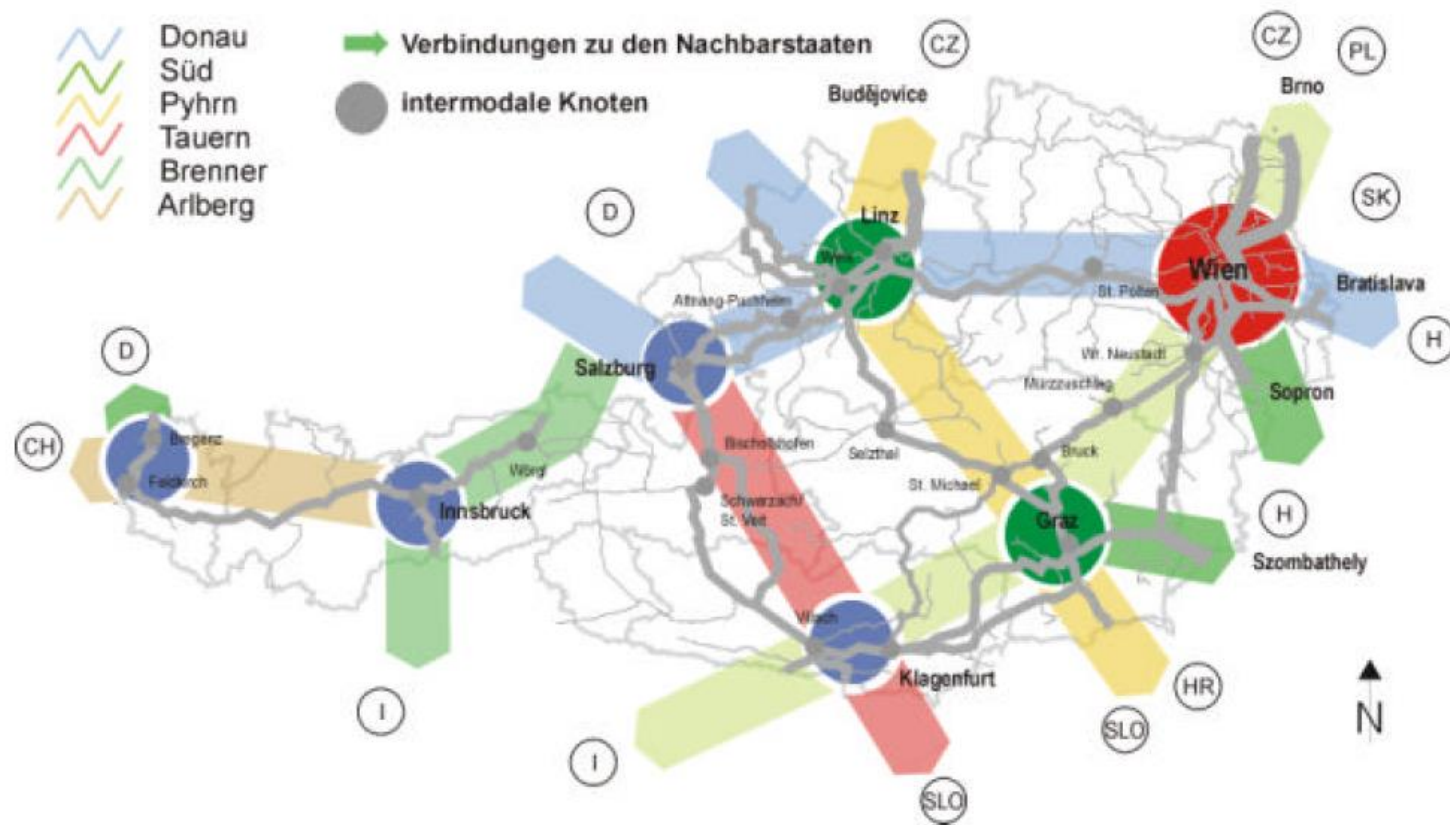 Donau
Süd
Pyhrn
Tauern
Brenner
Arlberg
Verbindungen zu den Nachbarstaaten
intermodale Knoten
CZ
Budějovice
CZ
PL
Brno
D
Linz
SK
Wels
Wien
St. Pölten
Bratislava
Attnang-Puchheim
H
D
Salzburg
Wr. Neustadt
Mürzzuschlag
Sopron
CH
Bregenz
Bischofshofen
Selzthal
Bruck
Feldkirch
Wörgl
St. Michael
Innsbruck
Schwarzach/
St. Veit
Graz
H
Szombathely
Villach
Klagenfurt
I
HR
SLO
N
I
SLO